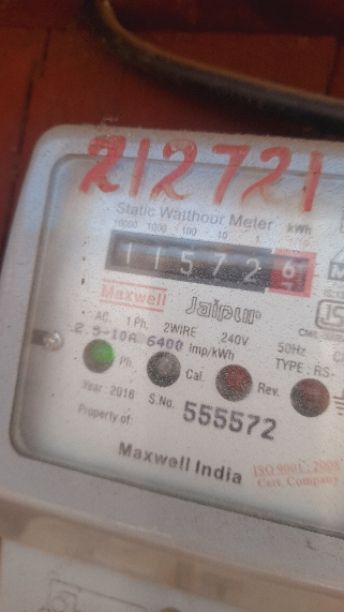 212721
Static Watthour Meter kWh
10000 1000 100 10 1
11572 6
Maxwell Jaipur
AC. 1 Ph. 2WIRE 240V 50Hz
2.5-10A 6400 imp/kWh TYPE : RS-
Ph. Cal. Rev.
Year : 2016 S.No. 555572
Property of:
Maxwell India
ISO 9001 : 2008
Cert. Company